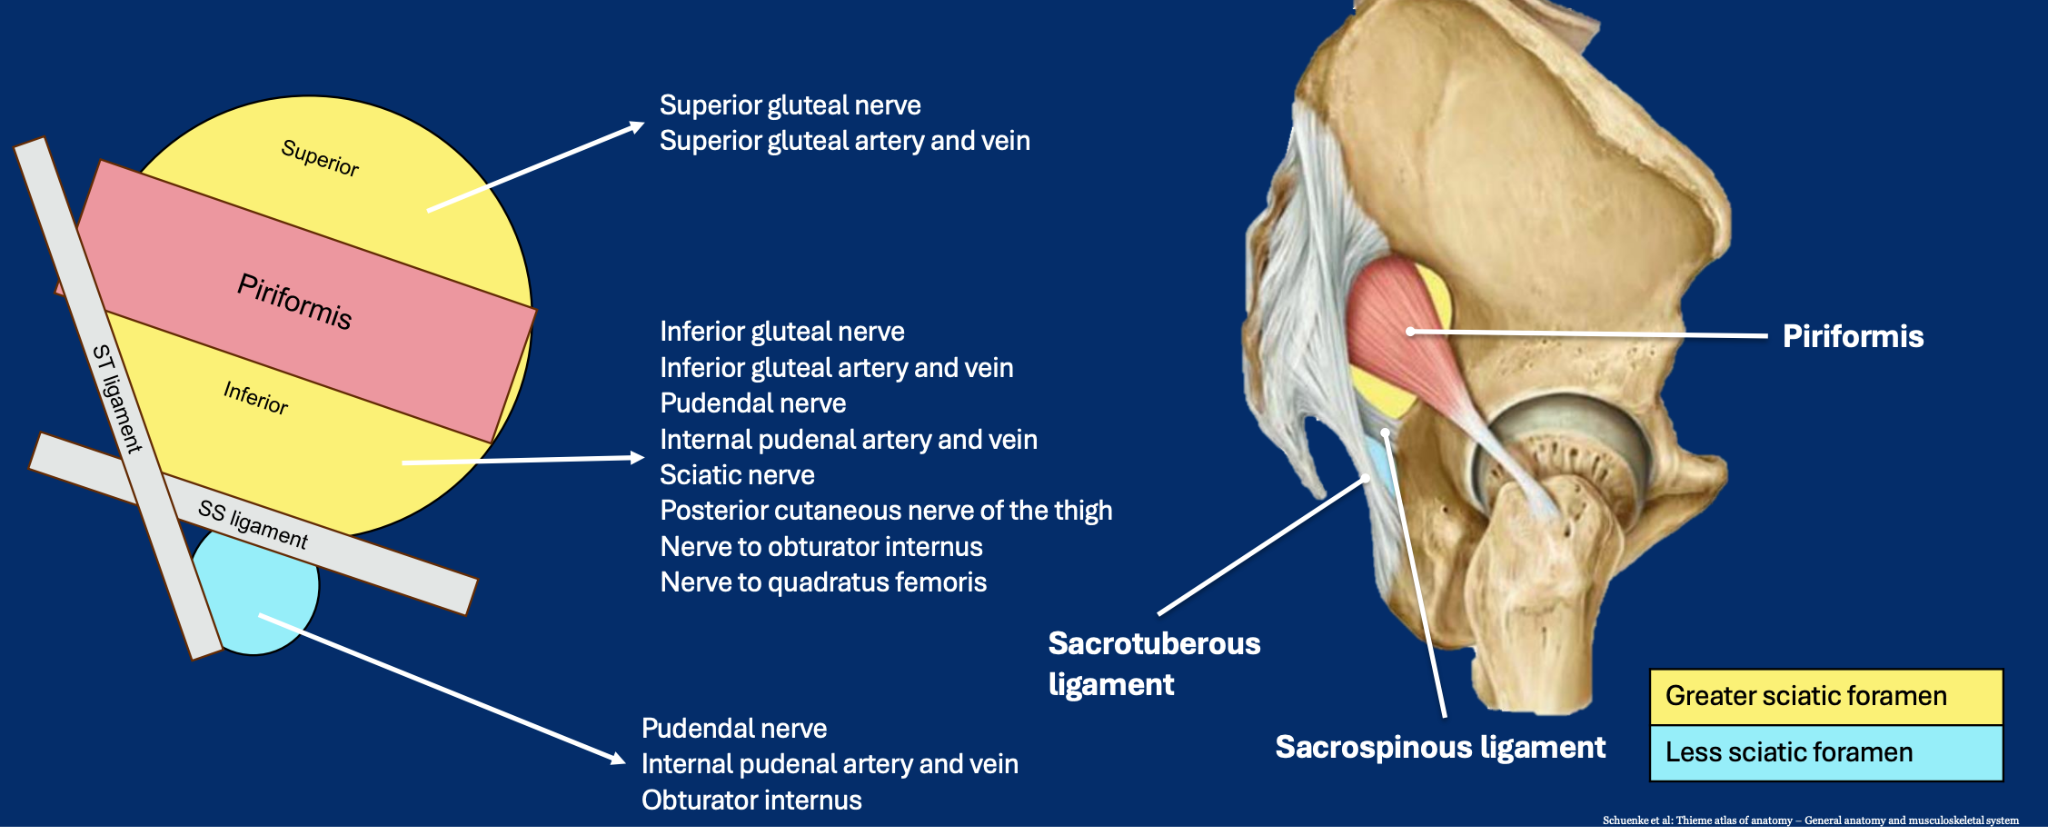 Superior
Piriformis
Inferior
ST ligament
SS ligament
Superior gluteal nerve
Superior gluteal artery and vein
Inferior gluteal nerve
Inferior gluteal artery and vein
Pudendal nerve
Internal pudenal artery and vein
Sciatic nerve
Posterior cutaneous nerve of the thigh
Nerve to obturator internus
Nerve to quadratus femoris
Pudendal nerve
Internal pudenal artery and vein
Obturator internus
Piriformis
Sacrotuberous
ligament
Sacrospinous ligament
Greater sciatic foramen
Less sciatic foramen
Schuenke et al: Thieme atlas of anatomy – General anatomy and musculoskeletal system